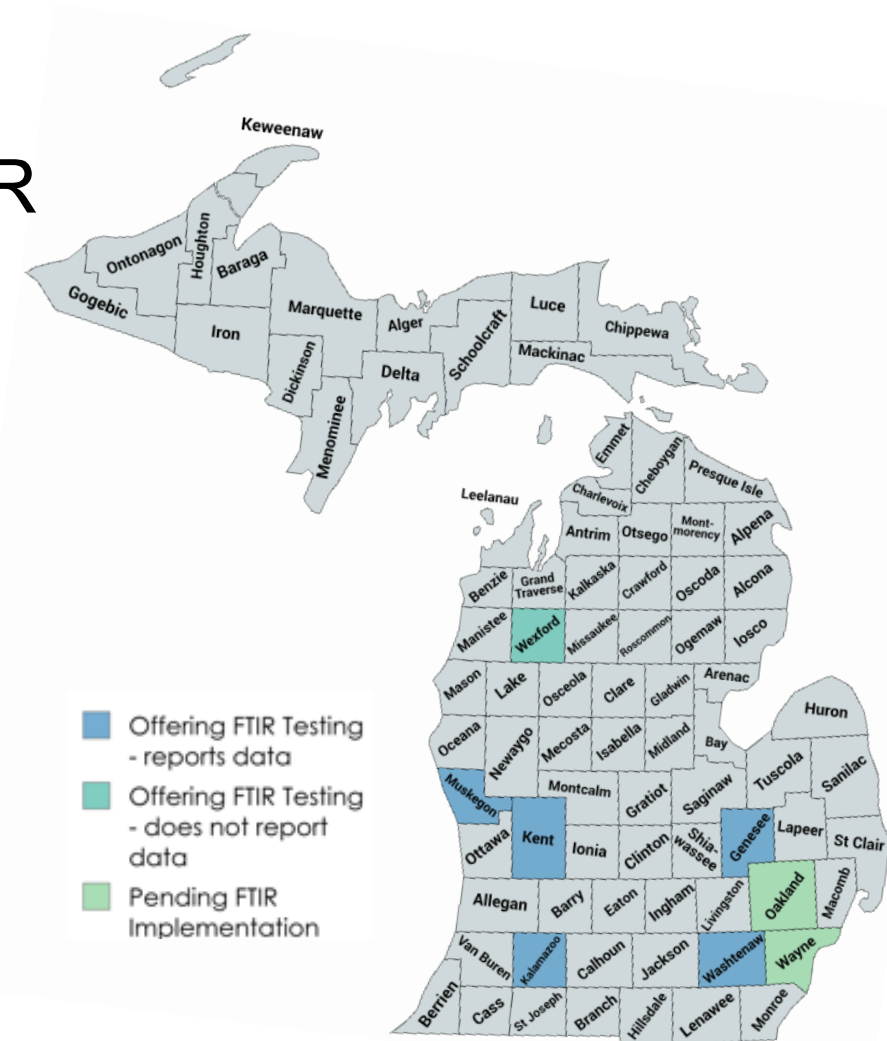 R
Keweenaw
Ontonagon
Houghton
Baraga
Gogebic
Iron
Marquette
Dickinson
Menominee
Alger
Delta
Schoolcraft
Luce
Mackinac
Chippewa
Emmet
Cheboygan
Presque Isle
Charlevoix
Leelanau
Antrim
Otsego
Mont-
morency
Alpena
Benzie
Grand
Traverse
Kalkaska
Crawford
Oscoda
Alcona
Manistee
Wexford
Missaukee
Roscommon
Ogemaw
Iosco
Mason
Lake
Osceola
Clare
Gladwin
Arenac
Huron
Oceana
Newaygo
Mecosta
Isabella
Midland
Bay
Tuscola
Sanilac
Muskegon
Montcalm
Gratiot
Saginaw
Kent
Ottawa
Ionia
Clinton
Shia-
wassee
Genesee
Lapeer
St Clair
Allegan
Barry
Eaton
Ingham
Livingston
Oakland
Macomb
Van Buren
Kalamazoo
Calhoun
Jackson
Washtenaw
Wayne
Berrien
Cass
St Joseph
Branch
Hillsdale
Lenawee
Monroe
Offering FTIR Testing
- reports data
Offering FTIR Testing
- does not report
data
Pending FTIR
Implementation